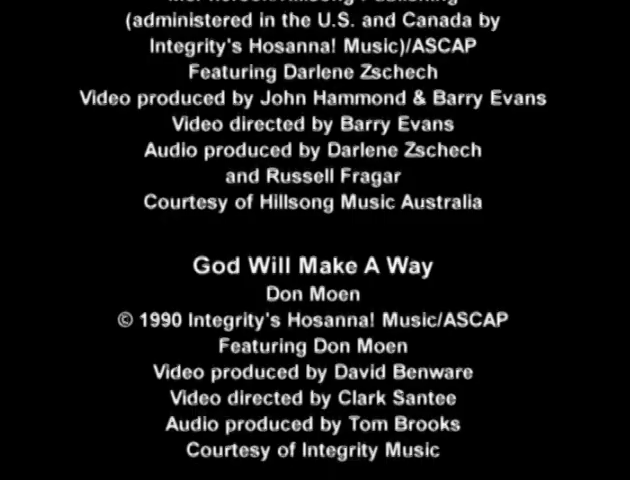 (administered in the U.S. and Canada by
Integrity's Hosanna! Music)/ASCAP
Featuring Darlene Zschech
Video produced by John Hammond & Barry Evans
Video directed by Barry Evans
Audio produced by Darlene Zschech
and Russell Fragar
Courtesy of Hillsong Music Australia
God Will Make A Way
Don Moen
© 1990 Integrity's Hosanna! Music/ASCAP
Featuring Don Moen
Video produced by David Benware
Video directed by Clark Santee
Audio produced by Tom Brooks
Courtesy of Integrity Music